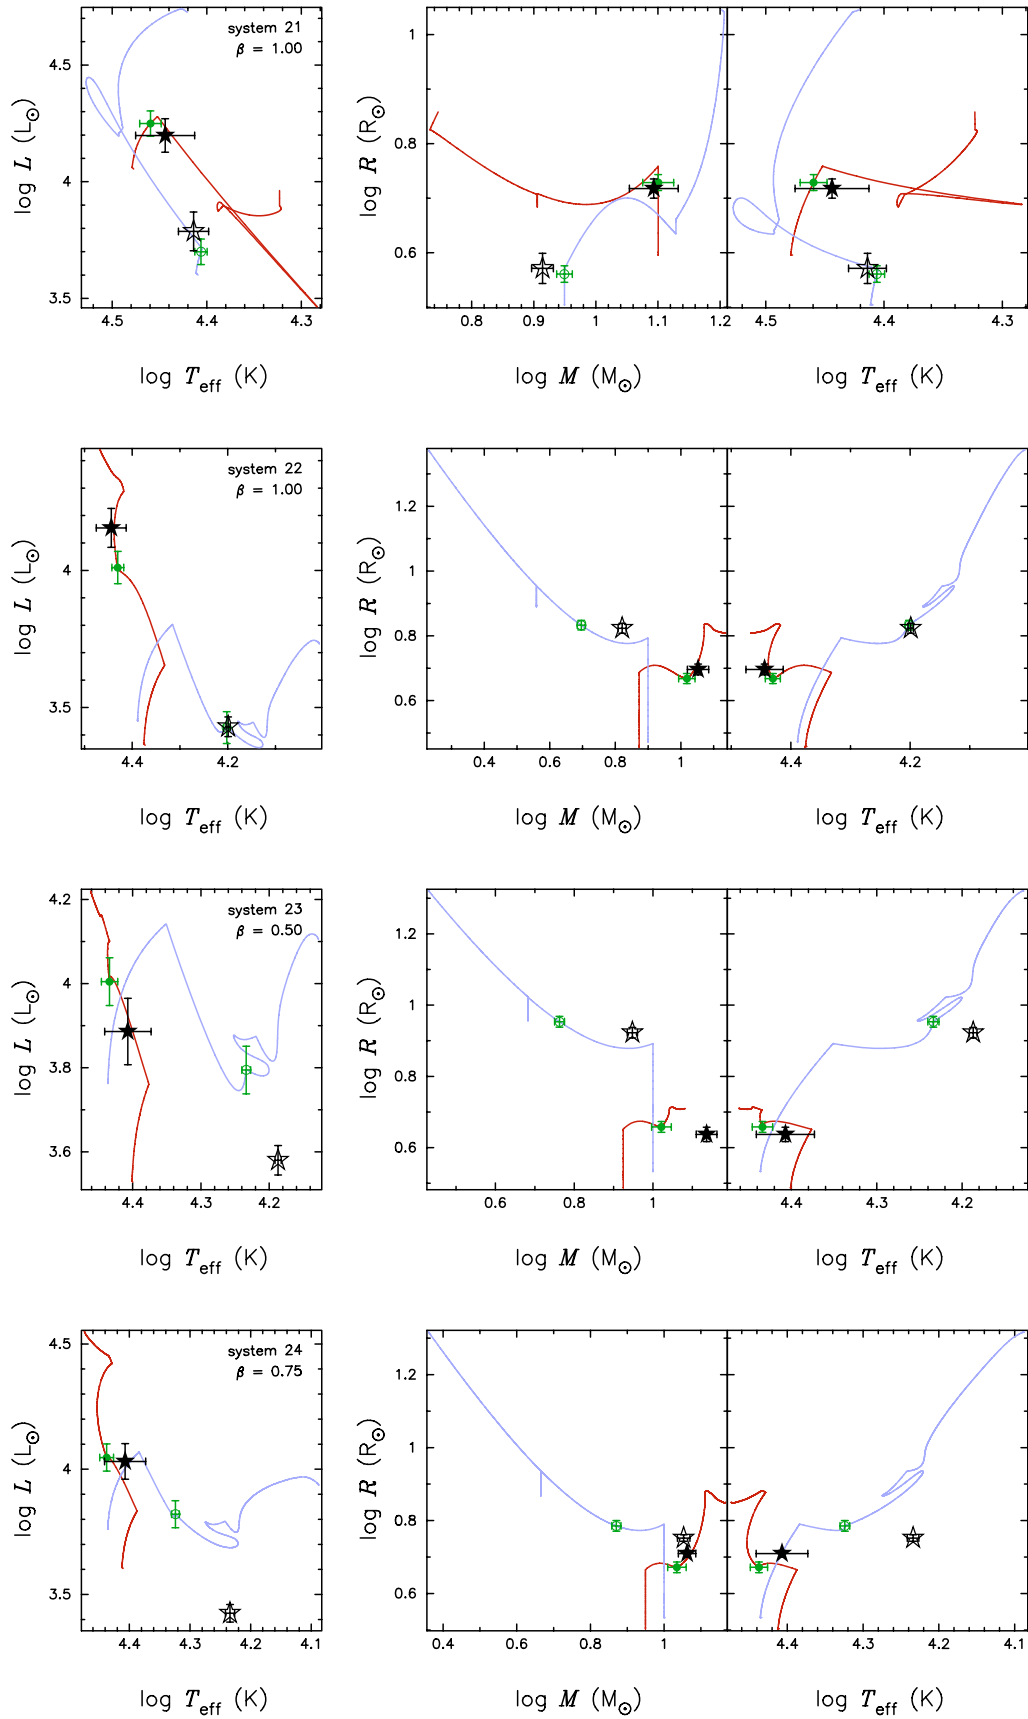 system 21
β = 1.00
4.5
4
3.5
4.5
4.4
4.3
log L (L⊙)
log T_eff (K)
1
0.8
0.6
0.8
0.9
1
1.1
1.2
4.5
4.4
4.3
log R (R⊙)
log M (M⊙)
log T_eff (K)
system 22
β = 1.00
4
3.5
4.4
4.2
log L (L⊙)
log T_eff (K)
1.2
1
0.8
0.6
0.4
0.6
0.8
1
4.4
4.2
log R (R⊙)
log M (M⊙)
log T_eff (K)
system 23
β = 0.50
4.2
4
3.8
3.6
4.4
4.3
4.2
log L (L⊙)
log T_eff (K)
1.2
1
0.8
0.6
0.6
0.8
1
4.4
4.3
4.2
log R (R⊙)
log M (M⊙)
log T_eff (K)
system 24
β = 0.75
4.5
4
3.5
4.4
4.3
4.2
4.1
log L (L⊙)
log T_eff (K)
1.2
1
0.8
0.6
0.4
0.6
0.8
1
4.4
4.3
4.2
4.1
log R (R⊙)
log M (M⊙)
log T_eff (K)